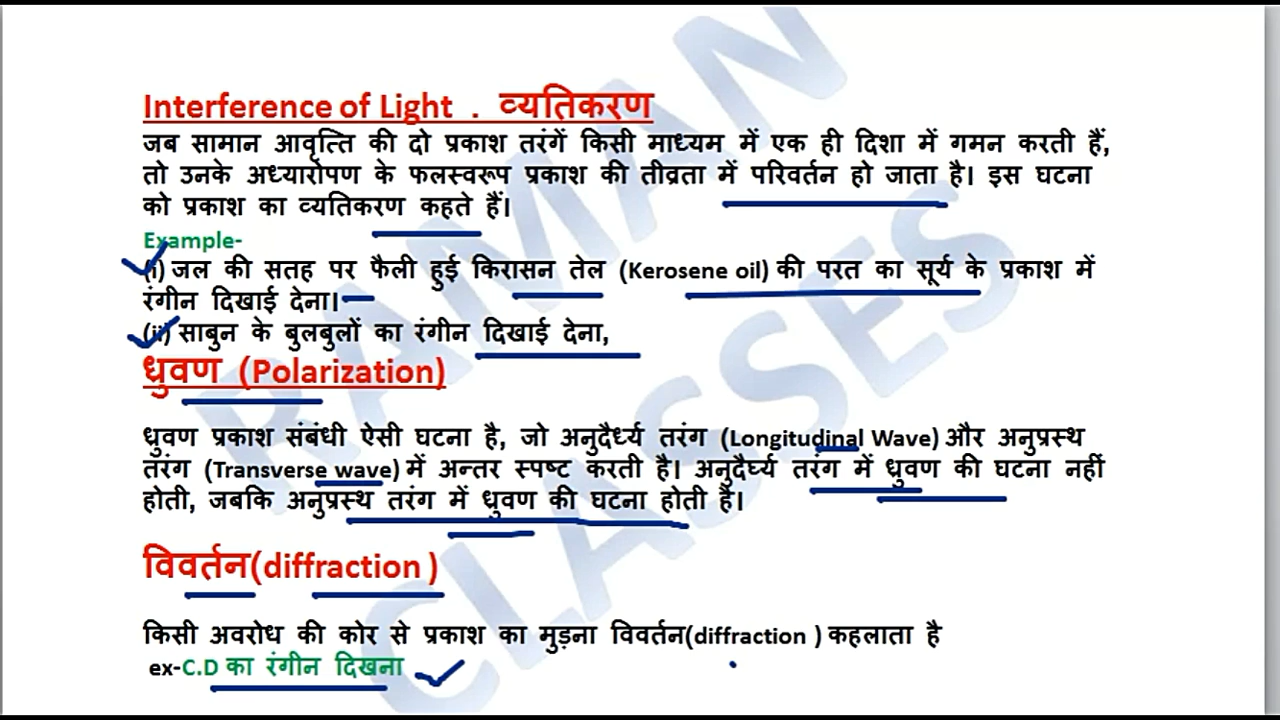 Interference of Light . व्यतिकरण
जब सामान आवृत्ति की दो प्रकाश तरंगें किसी माध्यम में एक ही दिशा में गमन करती हैं,
तो उनके अध्यारोपण के फलस्वरूप प्रकाश की तीव्रता में परिवर्तन हो जाता है। इस घटना
को प्रकाश का व्यतिकरण कहते हैं।
Example-
(i) जल की सतह पर फैली हुई किरासन तेल (Kerosene oil) की परत का सूर्य के प्रकाश में
रंगीन दिखाई देना।
(ii) साबुन के बुलबुलों का रंगीन दिखाई देना,
ध्रुवण (Polarization)
ध्रुवण प्रकाश संबंधी ऐसी घटना है, जो अनुदैर्ध्य तरंग (Longitudinal Wave) और अनुप्रस्थ
तरंग (Transverse wave) में अन्तर स्पष्ट करती है। अनुदैर्घ्य तरंग में ध्रुवण की घटना नहीं
होती, जबकि अनुप्रस्थ तरंग में ध्रुवण की घटना होती है।
विवर्तन(diffraction )
किसी अवरोध की कोर से प्रकाश का मुड़ना विवर्तन(diffraction ) कहलाता है
ex-C.D का रंगीन दिखना
RAMAN
CLASSES